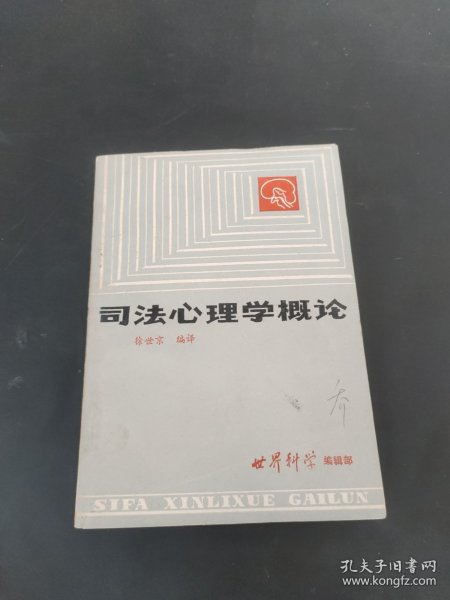 司法心理学概论
徐世京 编译
世界科学 编辑部
SIFA XINLIXUE GAILUN
孔夫子旧书网
www.kongfz.com